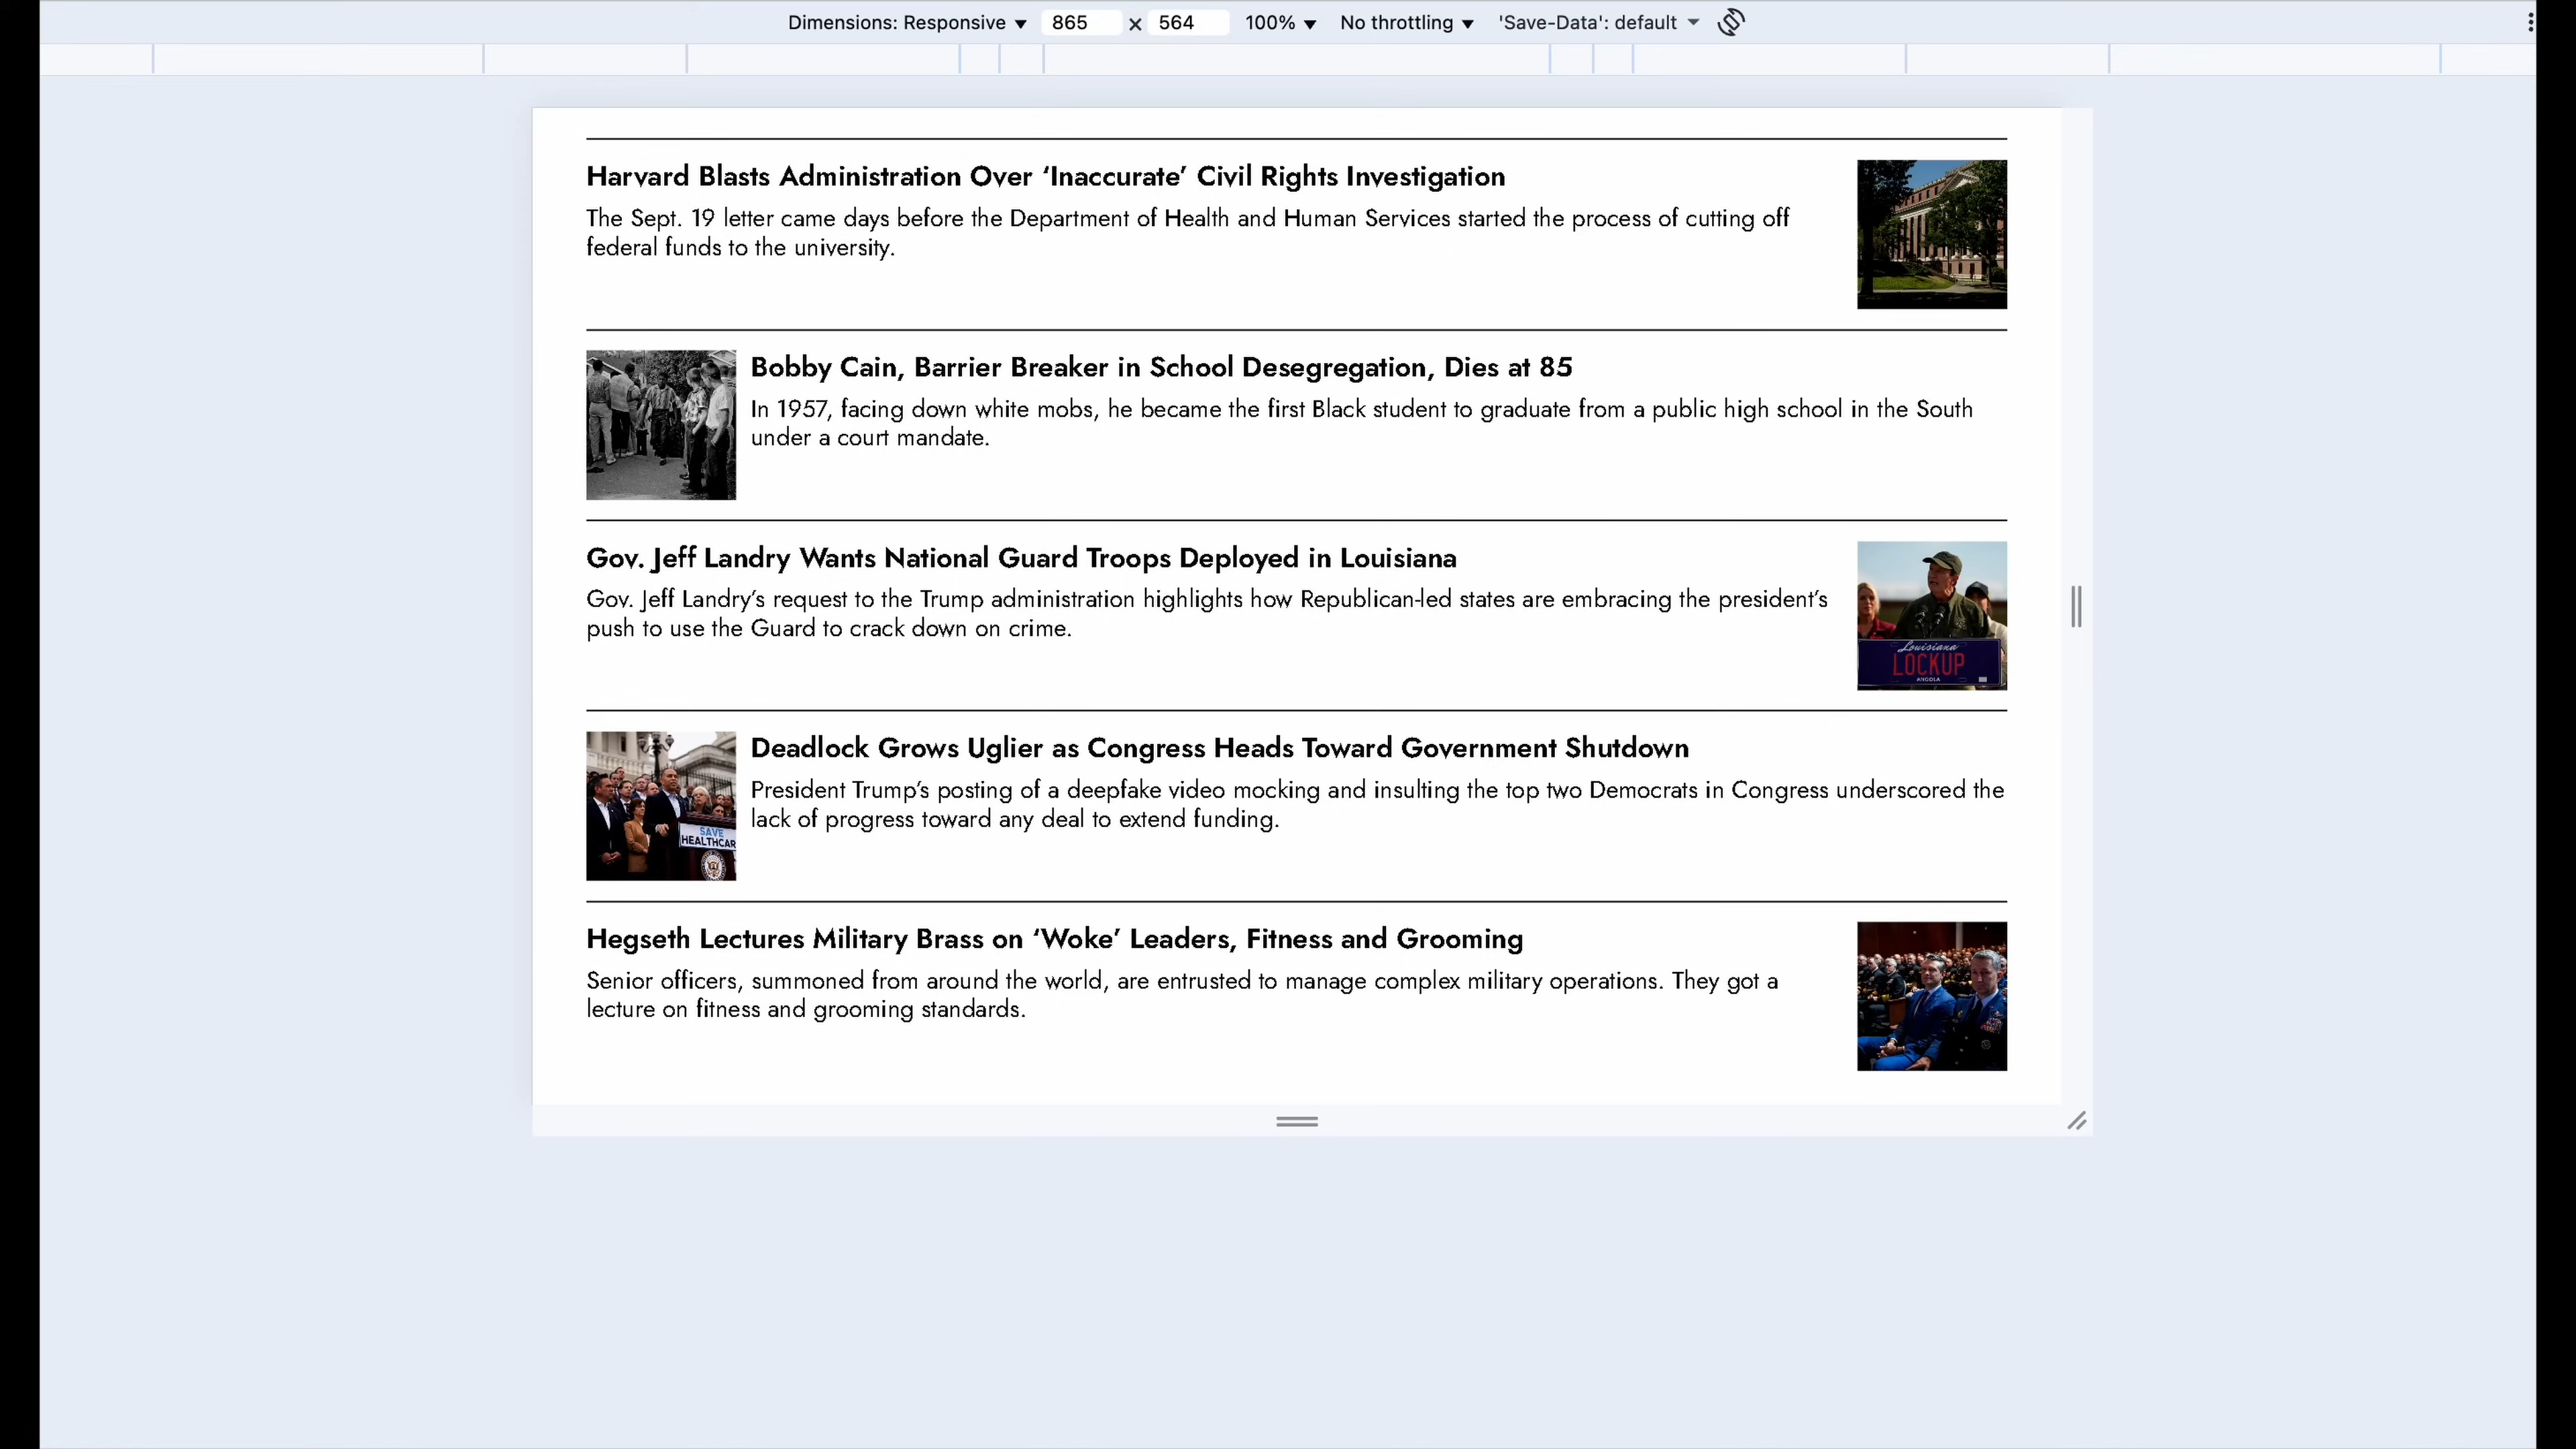 Dimensions: Responsive 865 × 564 100% No throttling 'Save-Data': default
Harvard Blasts Administration Over ‘Inaccurate’ Civil Rights Investigation
The Sept. 19 letter came days before the Department of Health and Human Services started the process of cutting off
federal funds to the university.
Bobby Cain, Barrier Breaker in School Desegregation, Dies at 85
In 1957, facing down white mobs, he became the first Black student to graduate from a public high school in the South
under a court mandate.
Gov. Jeff Landry Wants National Guard Troops Deployed in Louisiana
Gov. Jeff Landry’s request to the Trump administration highlights how Republican-led states are embracing the president’s
push to use the Guard to crack down on crime.
Louisiana
LOCKUP
ANGOLA
Deadlock Grows Uglier as Congress Heads Toward Government Shutdown
President Trump’s posting of a deepfake video mocking and insulting the top two Democrats in Congress underscored the
lack of progress toward any deal to extend funding.
SAVE
HEALTHCAR
Hegseth Lectures Military Brass on ‘Woke’ Leaders, Fitness and Grooming
Senior officers, summoned from around the world, are entrusted to manage complex military operations. They got a
lecture on fitness and grooming standards.